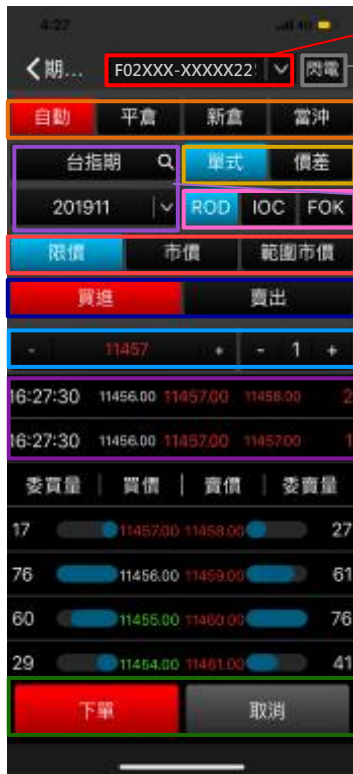 4:27 4G
期... F02XXX-XXXXX22 閃電
自動 平倉 新倉 當沖
台指期 單式 價差
201911 ROD IOC FOK
限價 市價 範圍市價
買進 賣出
- 11457 + - 1 +
16:27:30 11456.00 11457.00 11458.00 2
16:27:30 11456.00 11457.00 11457.00 1
委買量 | 買價 | 賣價 | 委賣量
17 11457.00 11458.00 27
76 11456.00 11459.00 61
60 11455.00 11460.00 76
29 11454.00 11461.00 41
下單 取消